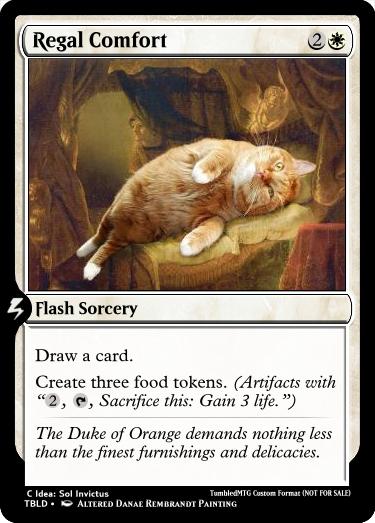 Regal Comfort 2
Flash Sorcery
Draw a card.
Create three food tokens. (Artifacts with
“2, , Sacrifice this: Gain 3 life.”)
The Duke of Orange demands nothing less
than the finest furnishings and delicacies.
C Idea: Sol Invictus
TumbledMTG Custom Format (NOT FOR SALE)
TBLD • Altered Danae Rembrandt Painting